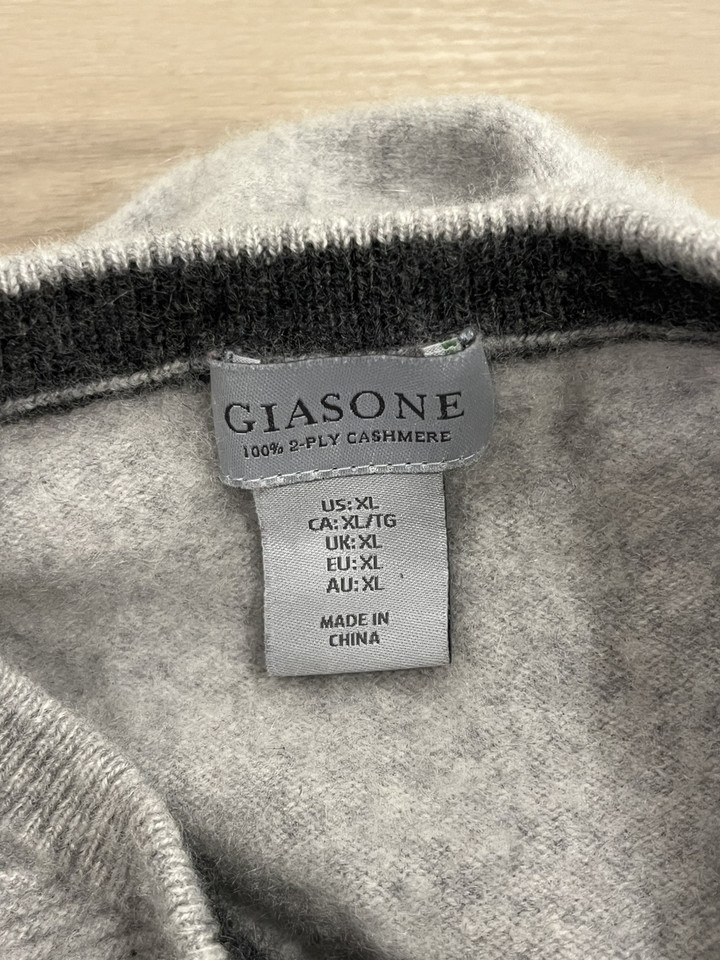 GIASONE
100% 2-PLY CASHMERE
US: XL
CA: XL/TG
UK: XL
EU: XL
AU: XL
MADE IN
CHINA